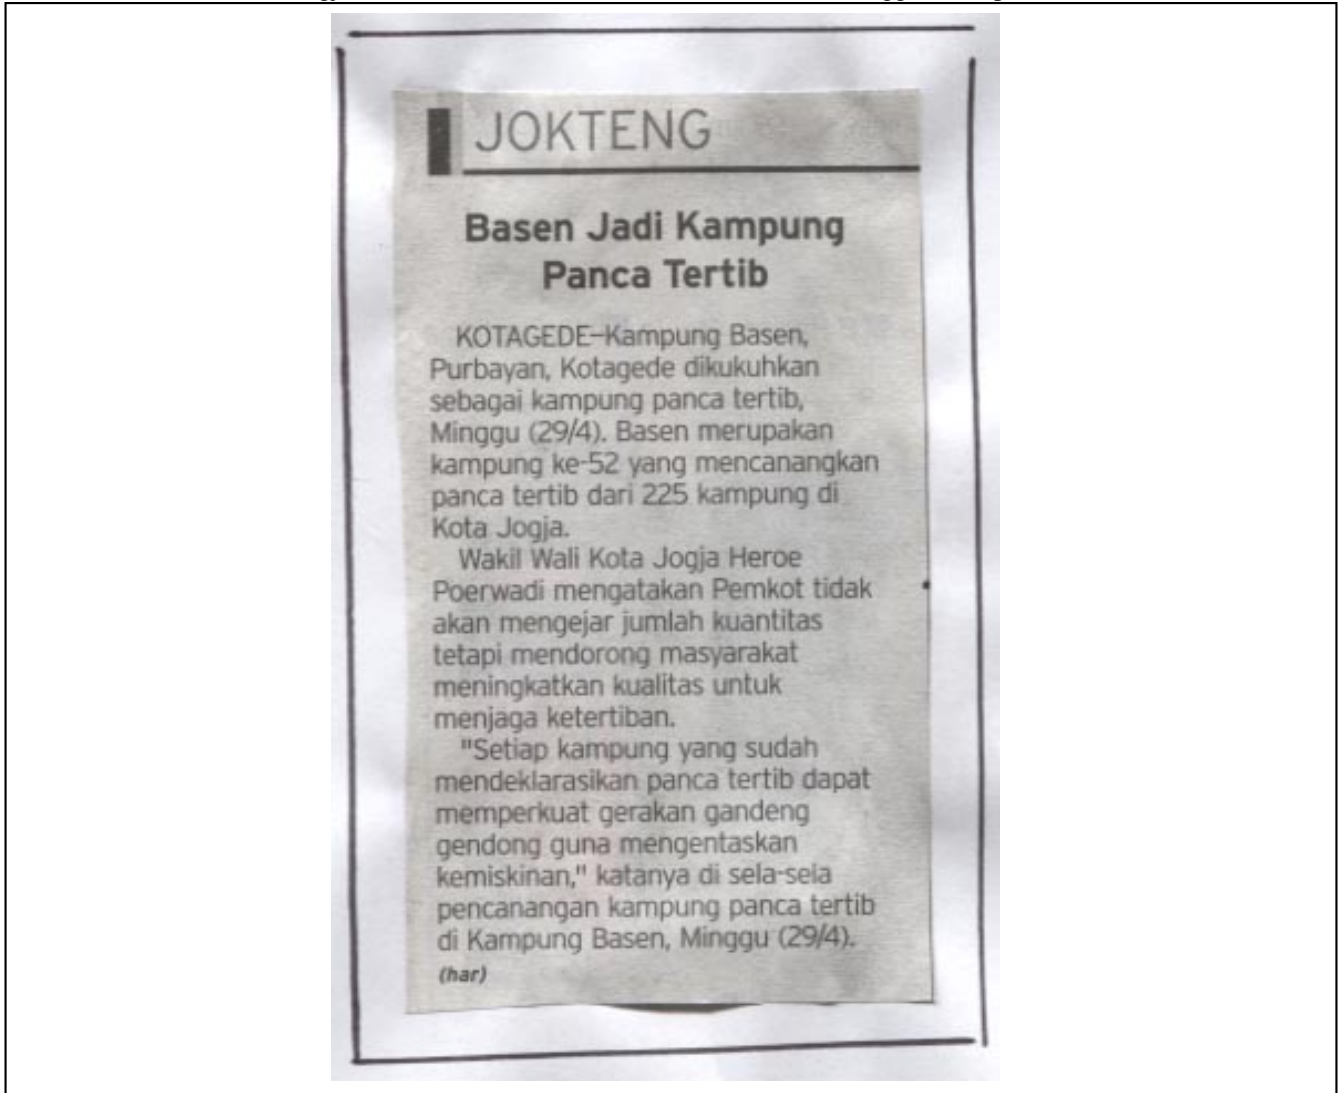 JOKTENG
Basen Jadi Kampung
Panca Tertib
KOTAGEDE–Kampung Basen,
Purbayan, Kotagede dikukuhkan
sebagai kampung panca tertib,
Minggu (29/4). Basen merupakan
kampung ke-52 yang mencanangkan
panca tertib dari 225 kampung di
Kota Jogja.
Wakil Wali Kota Jogja Heroe
Poerwadi mengatakan Pemkot tidak
akan mengejar jumlah kuantitas
tetapi mendorong masyarakat
meningkatkan kualitas untuk
menjaga ketertiban.
"Setiap kampung yang sudah
mendeklarasikan panca tertib dapat
memperkuat gerakan gandeng
gendong guna mengentaskan
kemiskinan," katanya di sela-sela
pencanangan kampung panca tertib
di Kampung Basen, Minggu (29/4).
(har)